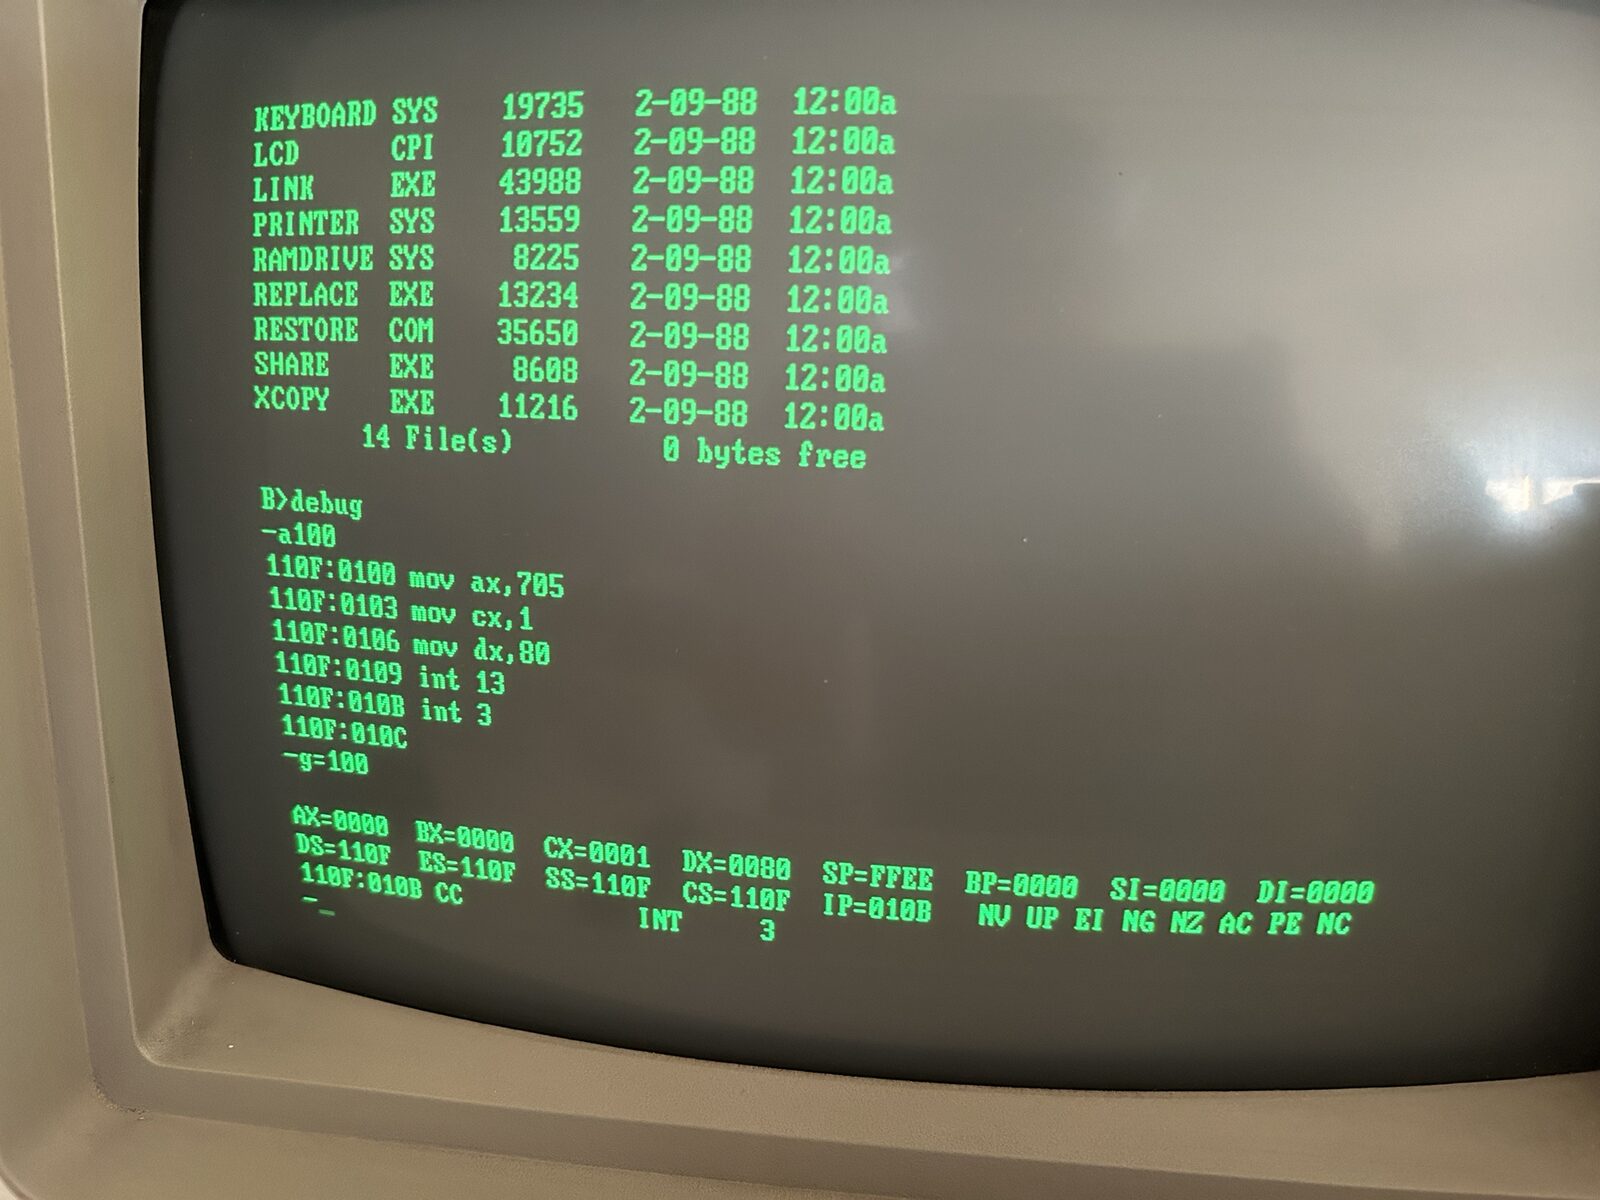 KEYBOARD SYS 19735 2-09-88 12:00a
LCD CPI 10752 2-09-88 12:00a
LINK EXE 43988 2-09-88 12:00a
PRINTER SYS 13559 2-09-88 12:00a
RAMDRIVE SYS 8225 2-09-88 12:00a
REPLACE EXE 13234 2-09-88 12:00a
RESTORE COM 35650 2-09-88 12:00a
SHARE EXE 8608 2-09-88 12:00a
XCOPY EXE 11216 2-09-88 12:00a
14 File(s) 0 bytes free
B>debug
-a100
110F:0100 mov ax,705
110F:0103 mov cx,1
110F:0106 mov dx,80
110F:0109 int 13
110F:010B int 3
110F:010C
-g=100
AX=0000 BX=0000 CX=0001 DX=0080 SP=FFEE BP=0000 SI=0000 DI=0000
DS=110F ES=110F SS=110F CS=110F IP=010B NV UP EI NG NZ AC PE NC
110F:010B CC INT 3
-_